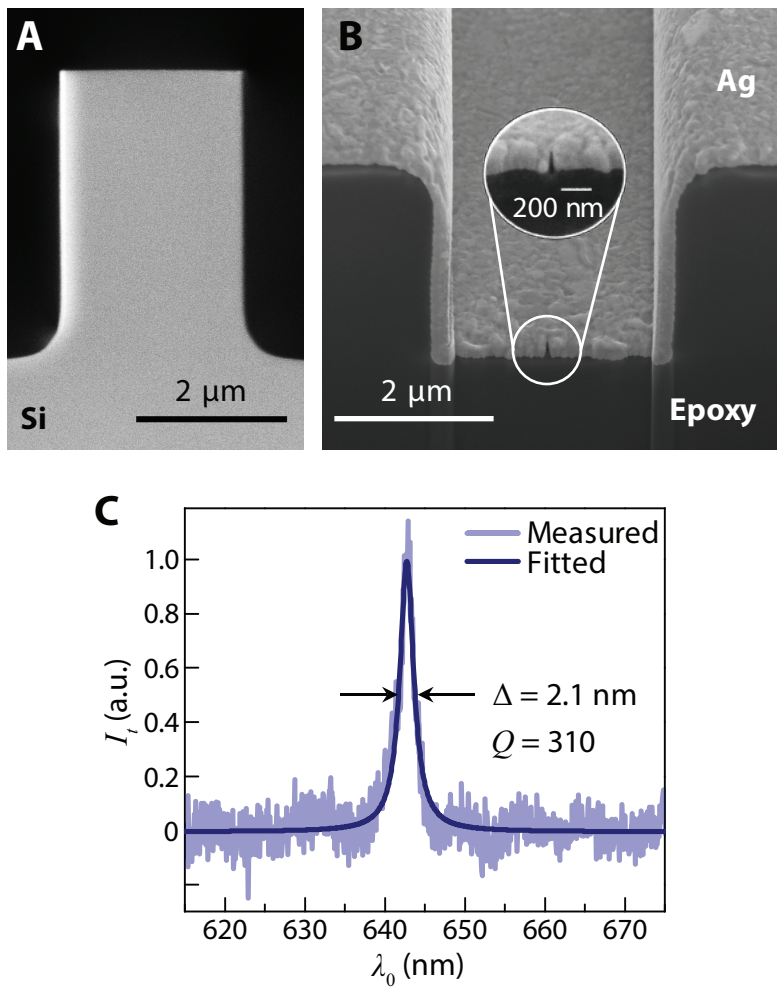 A
2 μm
Si
B
Ag
200 nm
2 μm
Epoxy
C
Measured
Fitted
Δ = 2.1 nm
Q = 310
I_t (a.u.)
1.0
0.8
0.6
0.4
0.2
0
620 630 640 650 660 670
λ₀ (nm)